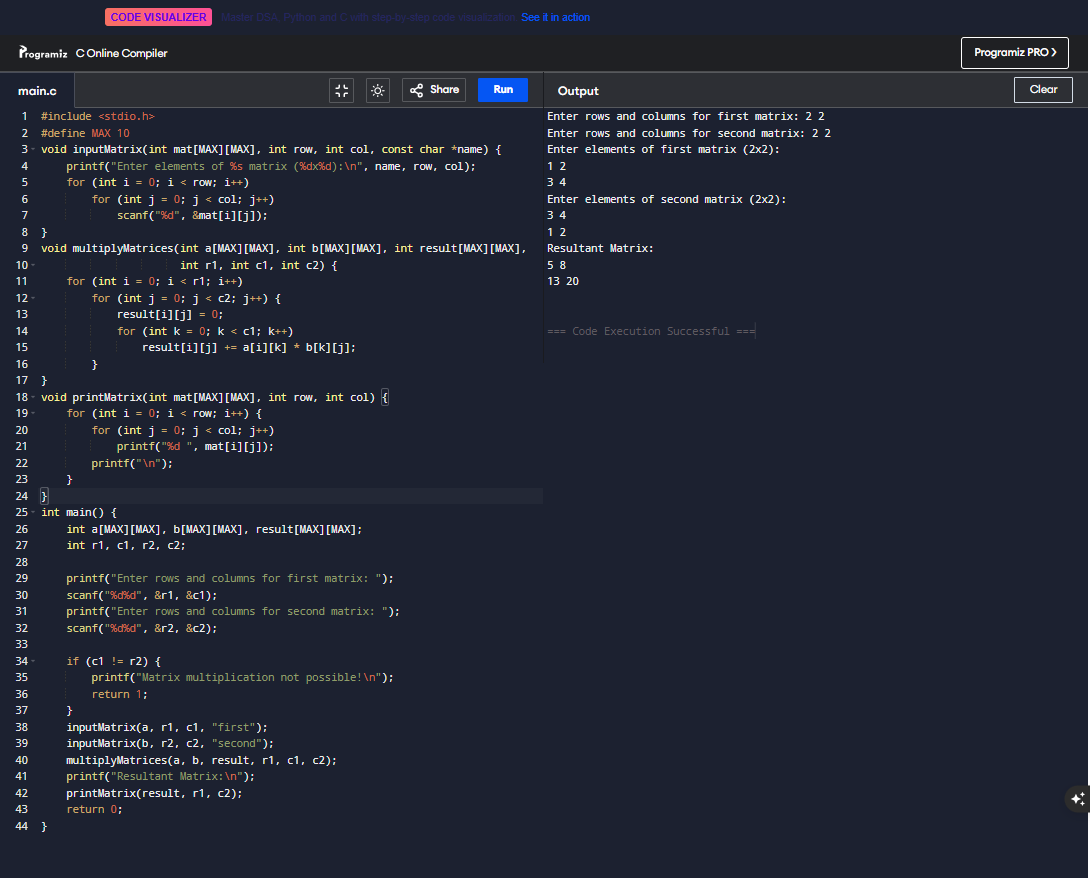 CODE VISUALIZER Master DSA, Python and C with step-by-step code visualization. See it in action
Programiz C Online Compiler Programiz PRO >
main.c Share Run Output Clear
1 #include <stdio.h>
2 #define MAX 10
3 void inputMatrix(int mat[MAX][MAX], int row, int col, const char *name) {
4     printf("Enter elements of %s matrix (%dx%d):\n", name, row, col);
5     for (int i = 0; i < row; i++)
6         for (int j = 0; j < col; j++)
7             scanf("%d", &mat[i][j]);
8 }
9 void multiplyMatrices(int a[MAX][MAX], int b[MAX][MAX], int result[MAX][MAX],
10                       int r1, int c1, int c2) {
11     for (int i = 0; i < r1; i++)
12         for (int j = 0; j < c2; j++) {
13             result[i][j] = 0;
14             for (int k = 0; k < c1; k++)
15                 result[i][j] += a[i][k] * b[k][j];
16         }
17 }
18 void printMatrix(int mat[MAX][MAX], int row, int col) {
19     for (int i = 0; i < row; i++) {
20         for (int j = 0; j < col; j++)
21             printf("%d ", mat[i][j]);
22         printf("\n");
23     }
24 }
25 int main() {
26     int a[MAX][MAX], b[MAX][MAX], result[MAX][MAX];
27     int r1, c1, r2, c2;
28
29     printf("Enter rows and columns for first matrix: ");
30     scanf("%d%d", &r1, &c1);
31     printf("Enter rows and columns for second matrix: ");
32     scanf("%d%d", &r2, &c2);
33
34     if (c1 != r2) {
35         printf("Matrix multiplication not possible!\n");
36         return 1;
37     }
38     inputMatrix(a, r1, c1, "first");
39     inputMatrix(b, r2, c2, "second");
40     multiplyMatrices(a, b, result, r1, c1, c2);
41     printf("Resultant Matrix:\n");
42     printMatrix(result, r1, c2);
43     return 0;
44 }
Enter rows and columns for first matrix: 2 2
Enter rows and columns for second matrix: 2 2
Enter elements of first matrix (2x2):
1 2
3 4
Enter elements of second matrix (2x2):
3 4
1 2
Resultant Matrix:
5 8
13 20
=== Code Execution Successful ===